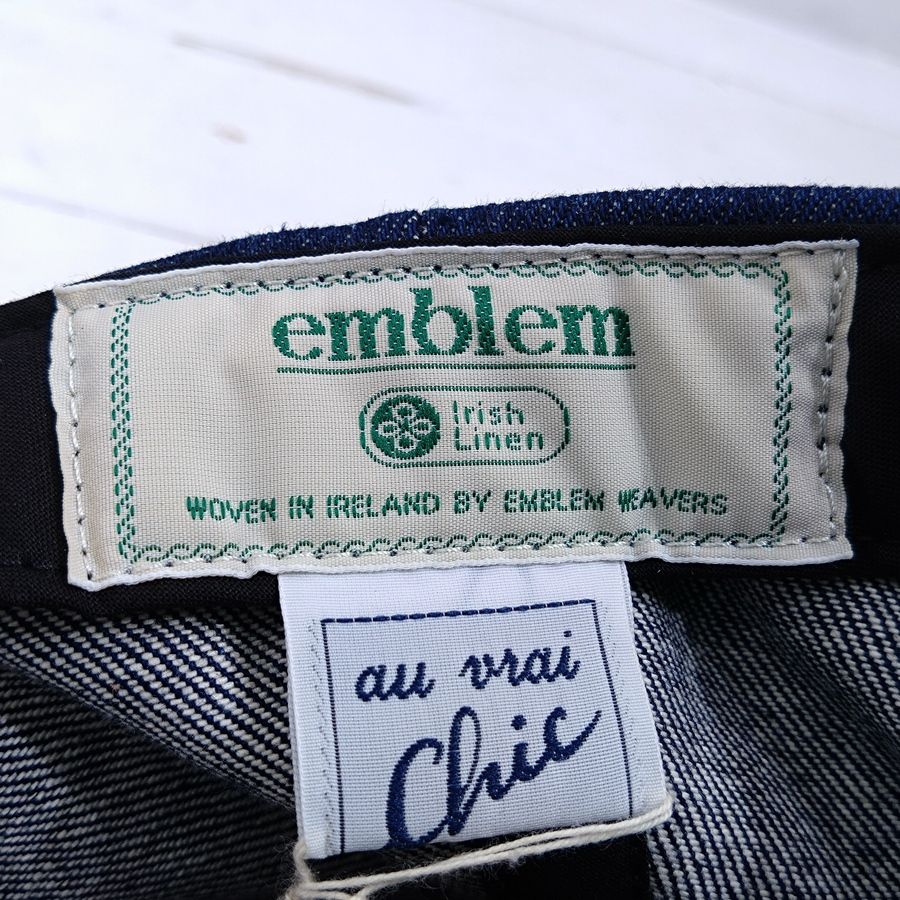 emblem
Irish
Linen
WOVEN IN IRELAND BY EMBLEM WEAVERS
au vrai
Chic